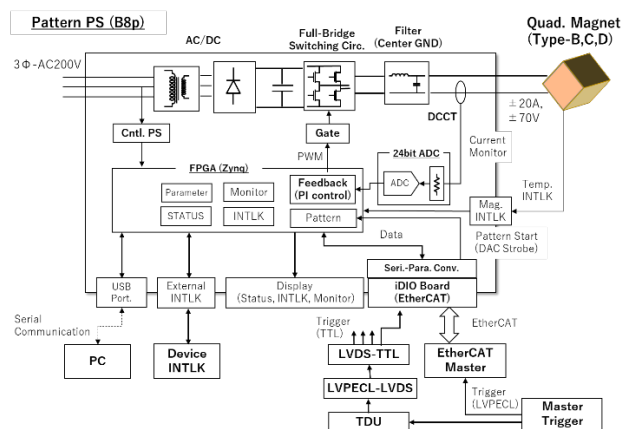 Pattern PS (B8p)
AC/DC
Full-Bridge
Switching Circ.
Filter
(Center GND)
Quad. Magnet
(Type-B,C,D)
3Φ-AC200V
±20A,
±70V
DCCT
Cntl. PS
Gate
PWM
24bit ADC
ADC
Current
Monitor
Temp.
INTLK
FPGA (Zynq)
Parameter
Monitor
Feedback
(PI control)
STATUS
INTLK
Pattern
Mag.
INTLK
Data
Pattern Start
(DAC Strobe)
Seri.-Para. Conv.
USB
Port.
External
INTLK
Display
(Status, INTLK, Monitor)
iDIO Board
(EtherCAT)
Serial
Communication
Trigger
(TTL)
EtherCAT
PC
Device
INTLK
LVDS-TTL
EtherCAT
Master
LVPECL-LVDS
Trigger
(LVPECL)
TDU
Master
Trigger